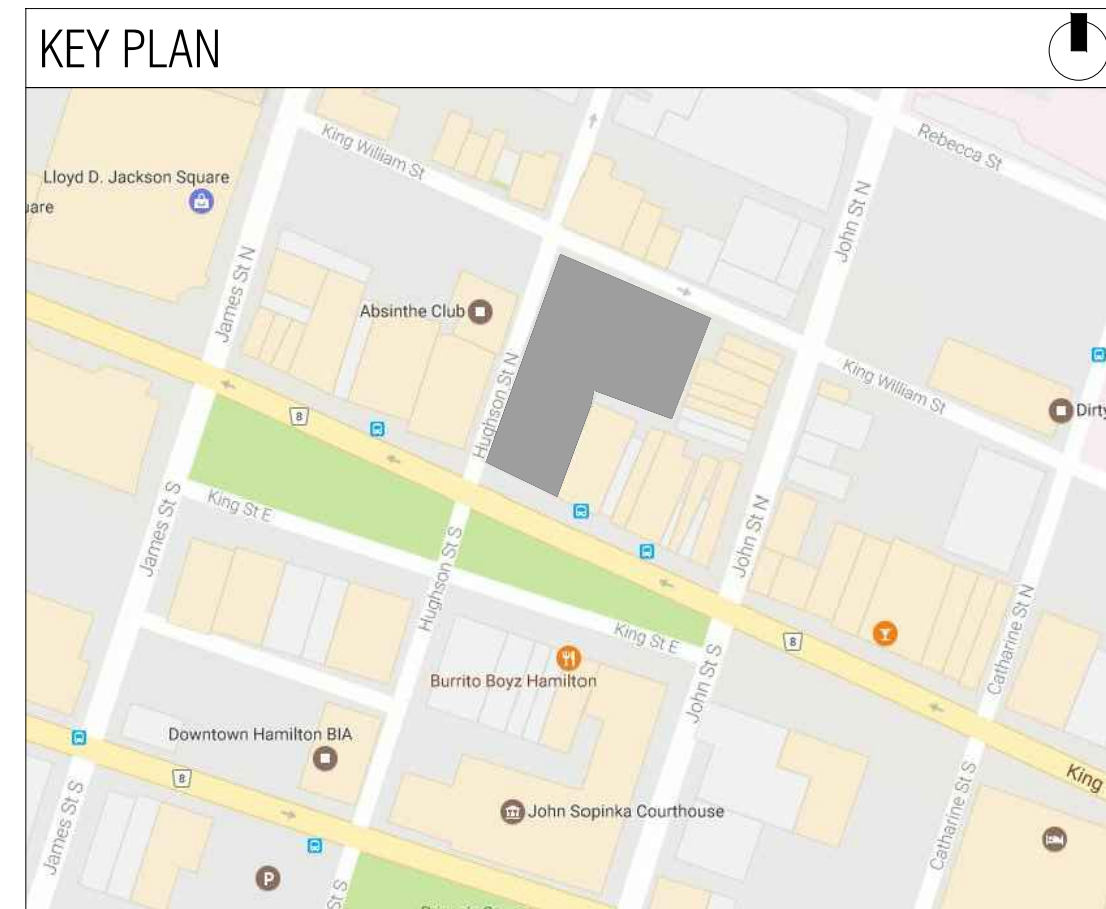 KEY PLAN
King William St
Rebecca St
Lloyd D. Jackson Square
uare
John St N
James St N
Absinthe Club
Hughson St N
King William St
Dirty
8
King St E
James St S
John St N
Hughson St S
King St E
8
Catharine St N
Burrito Boyz Hamilton
John St S
Downtown Hamilton BIA
8
King
John Sopinka Courthouse
James St S
Catharine St S
P
St S